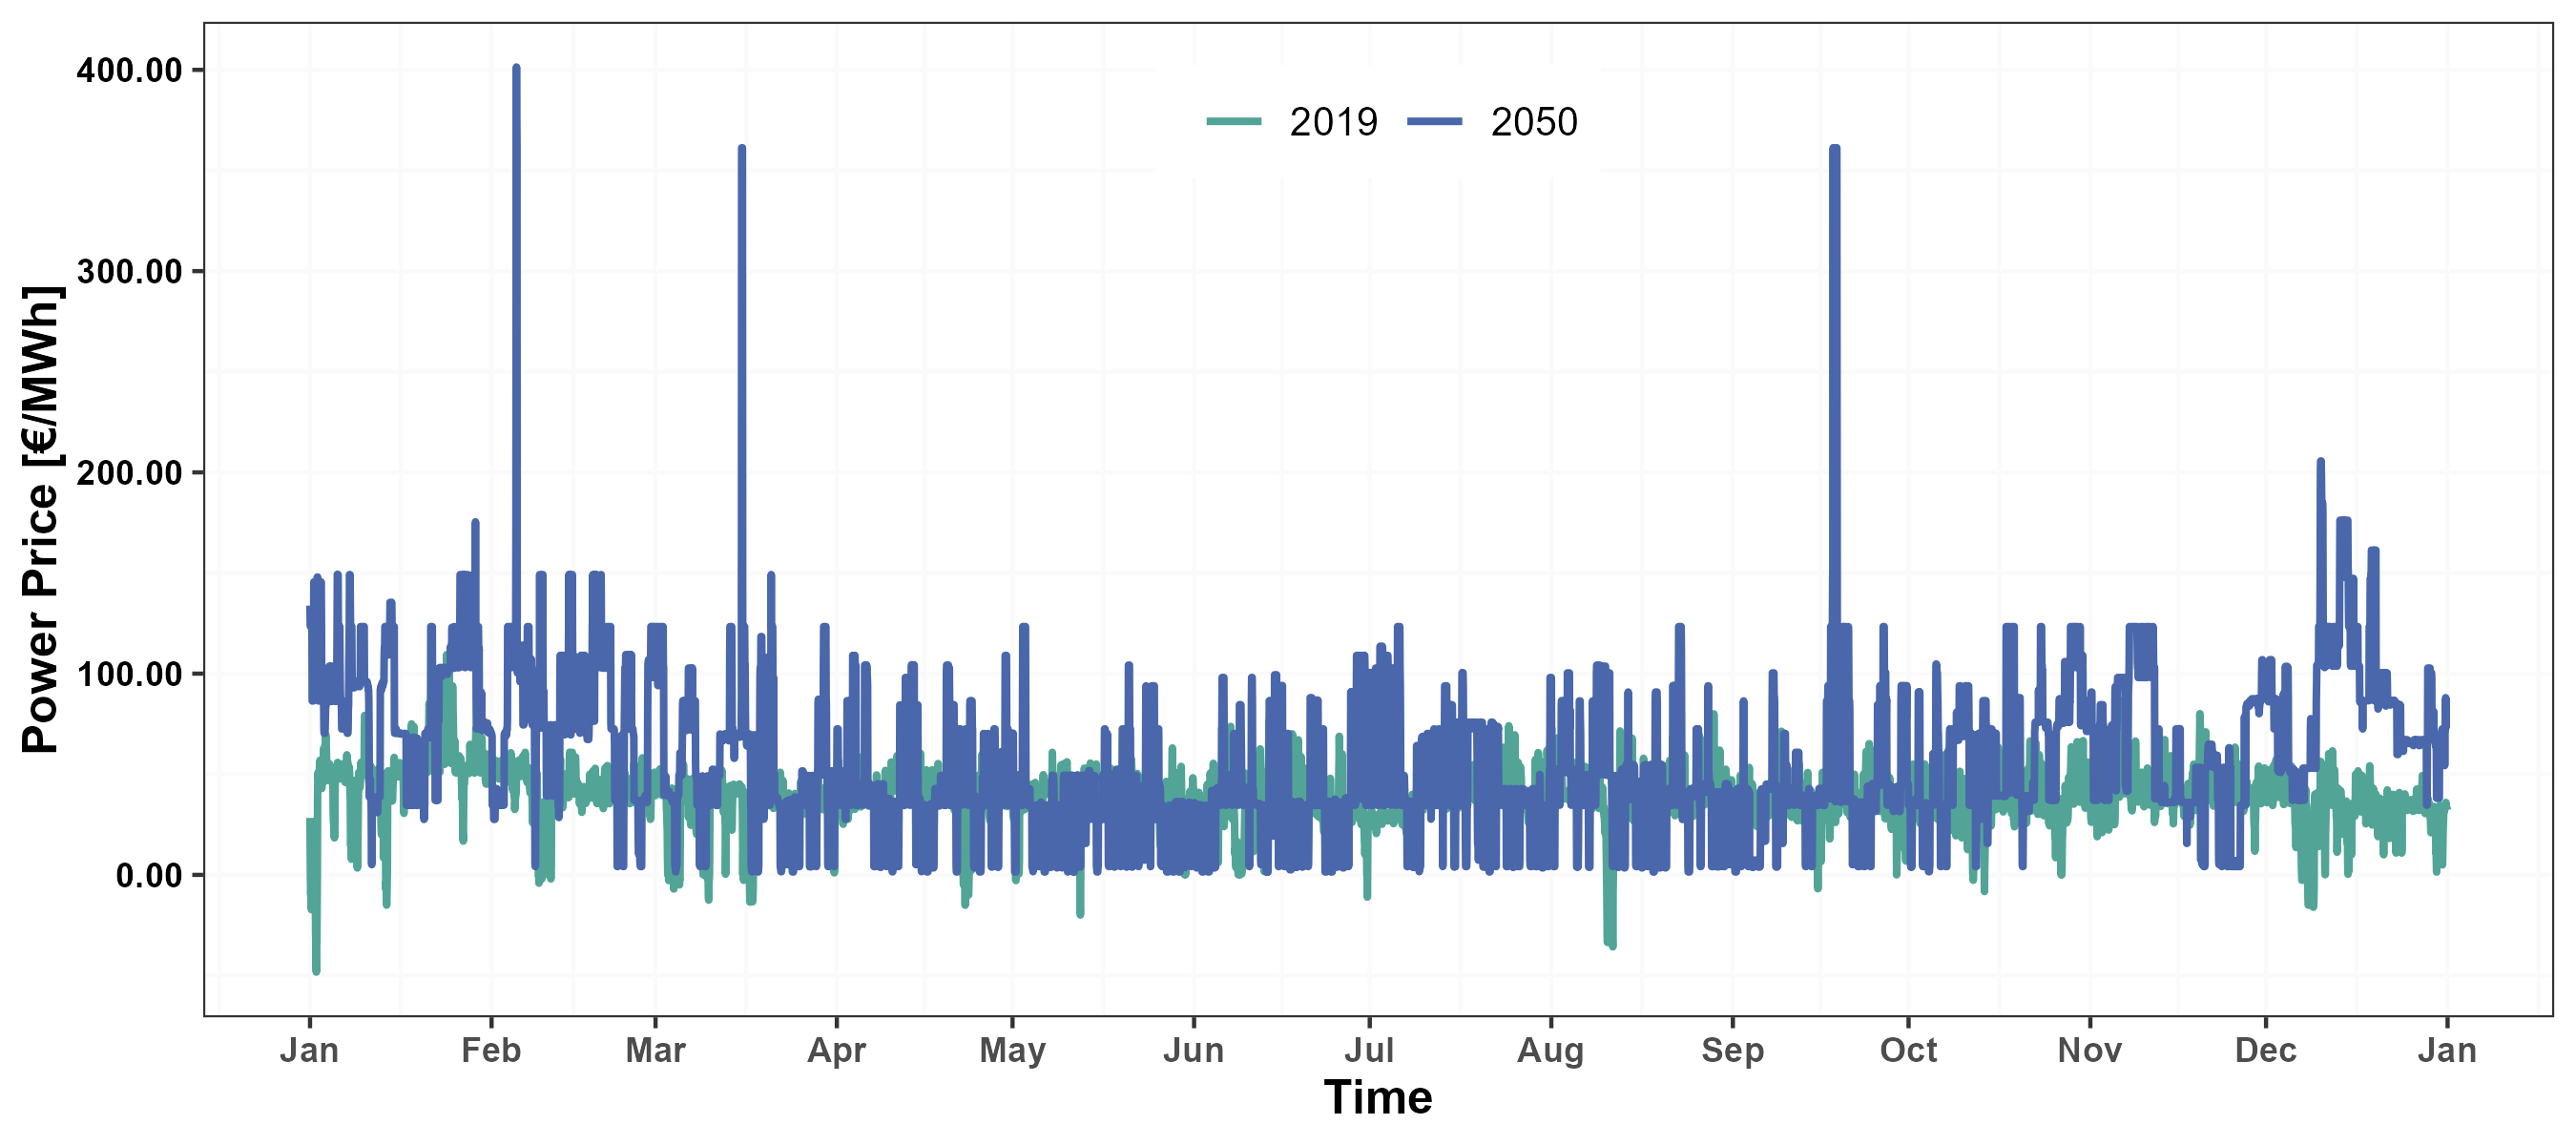 2019 2050
Power Price [€/MWh]
400.00
300.00
200.00
100.00
0.00
Jan Feb Mar Apr May Jun Jul Aug Sep Oct Nov Dec Jan
Time